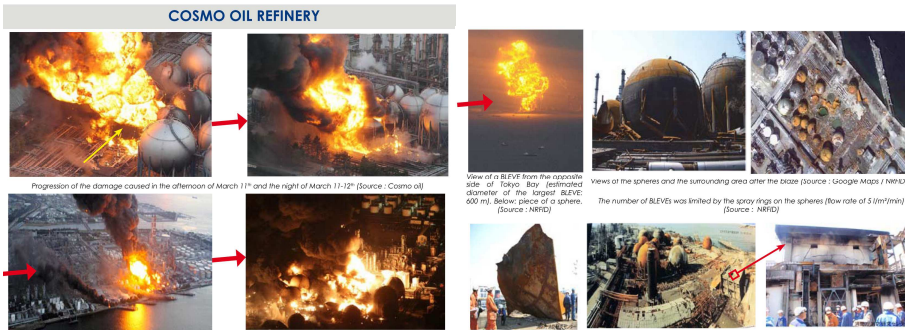 COSMO OIL REFINERY
Progression of the damage caused in the afternoon of March 11th and the night of March 11-12th (Source : Cosmo oil)
View of a BLEVE from the opposite
side of Tokyo Bay (estimated
diameter of the largest BLEVE:
600 m). Below: piece of a sphere.
(Source : NRFID)
Views of the spheres and the surrounding area after the blaze (Source : Google Maps / NRFID)
The number of BLEVEs was limited by the spray rings on the spheres (flow rate of 5 l/m²/min)
(Source : NRFID)